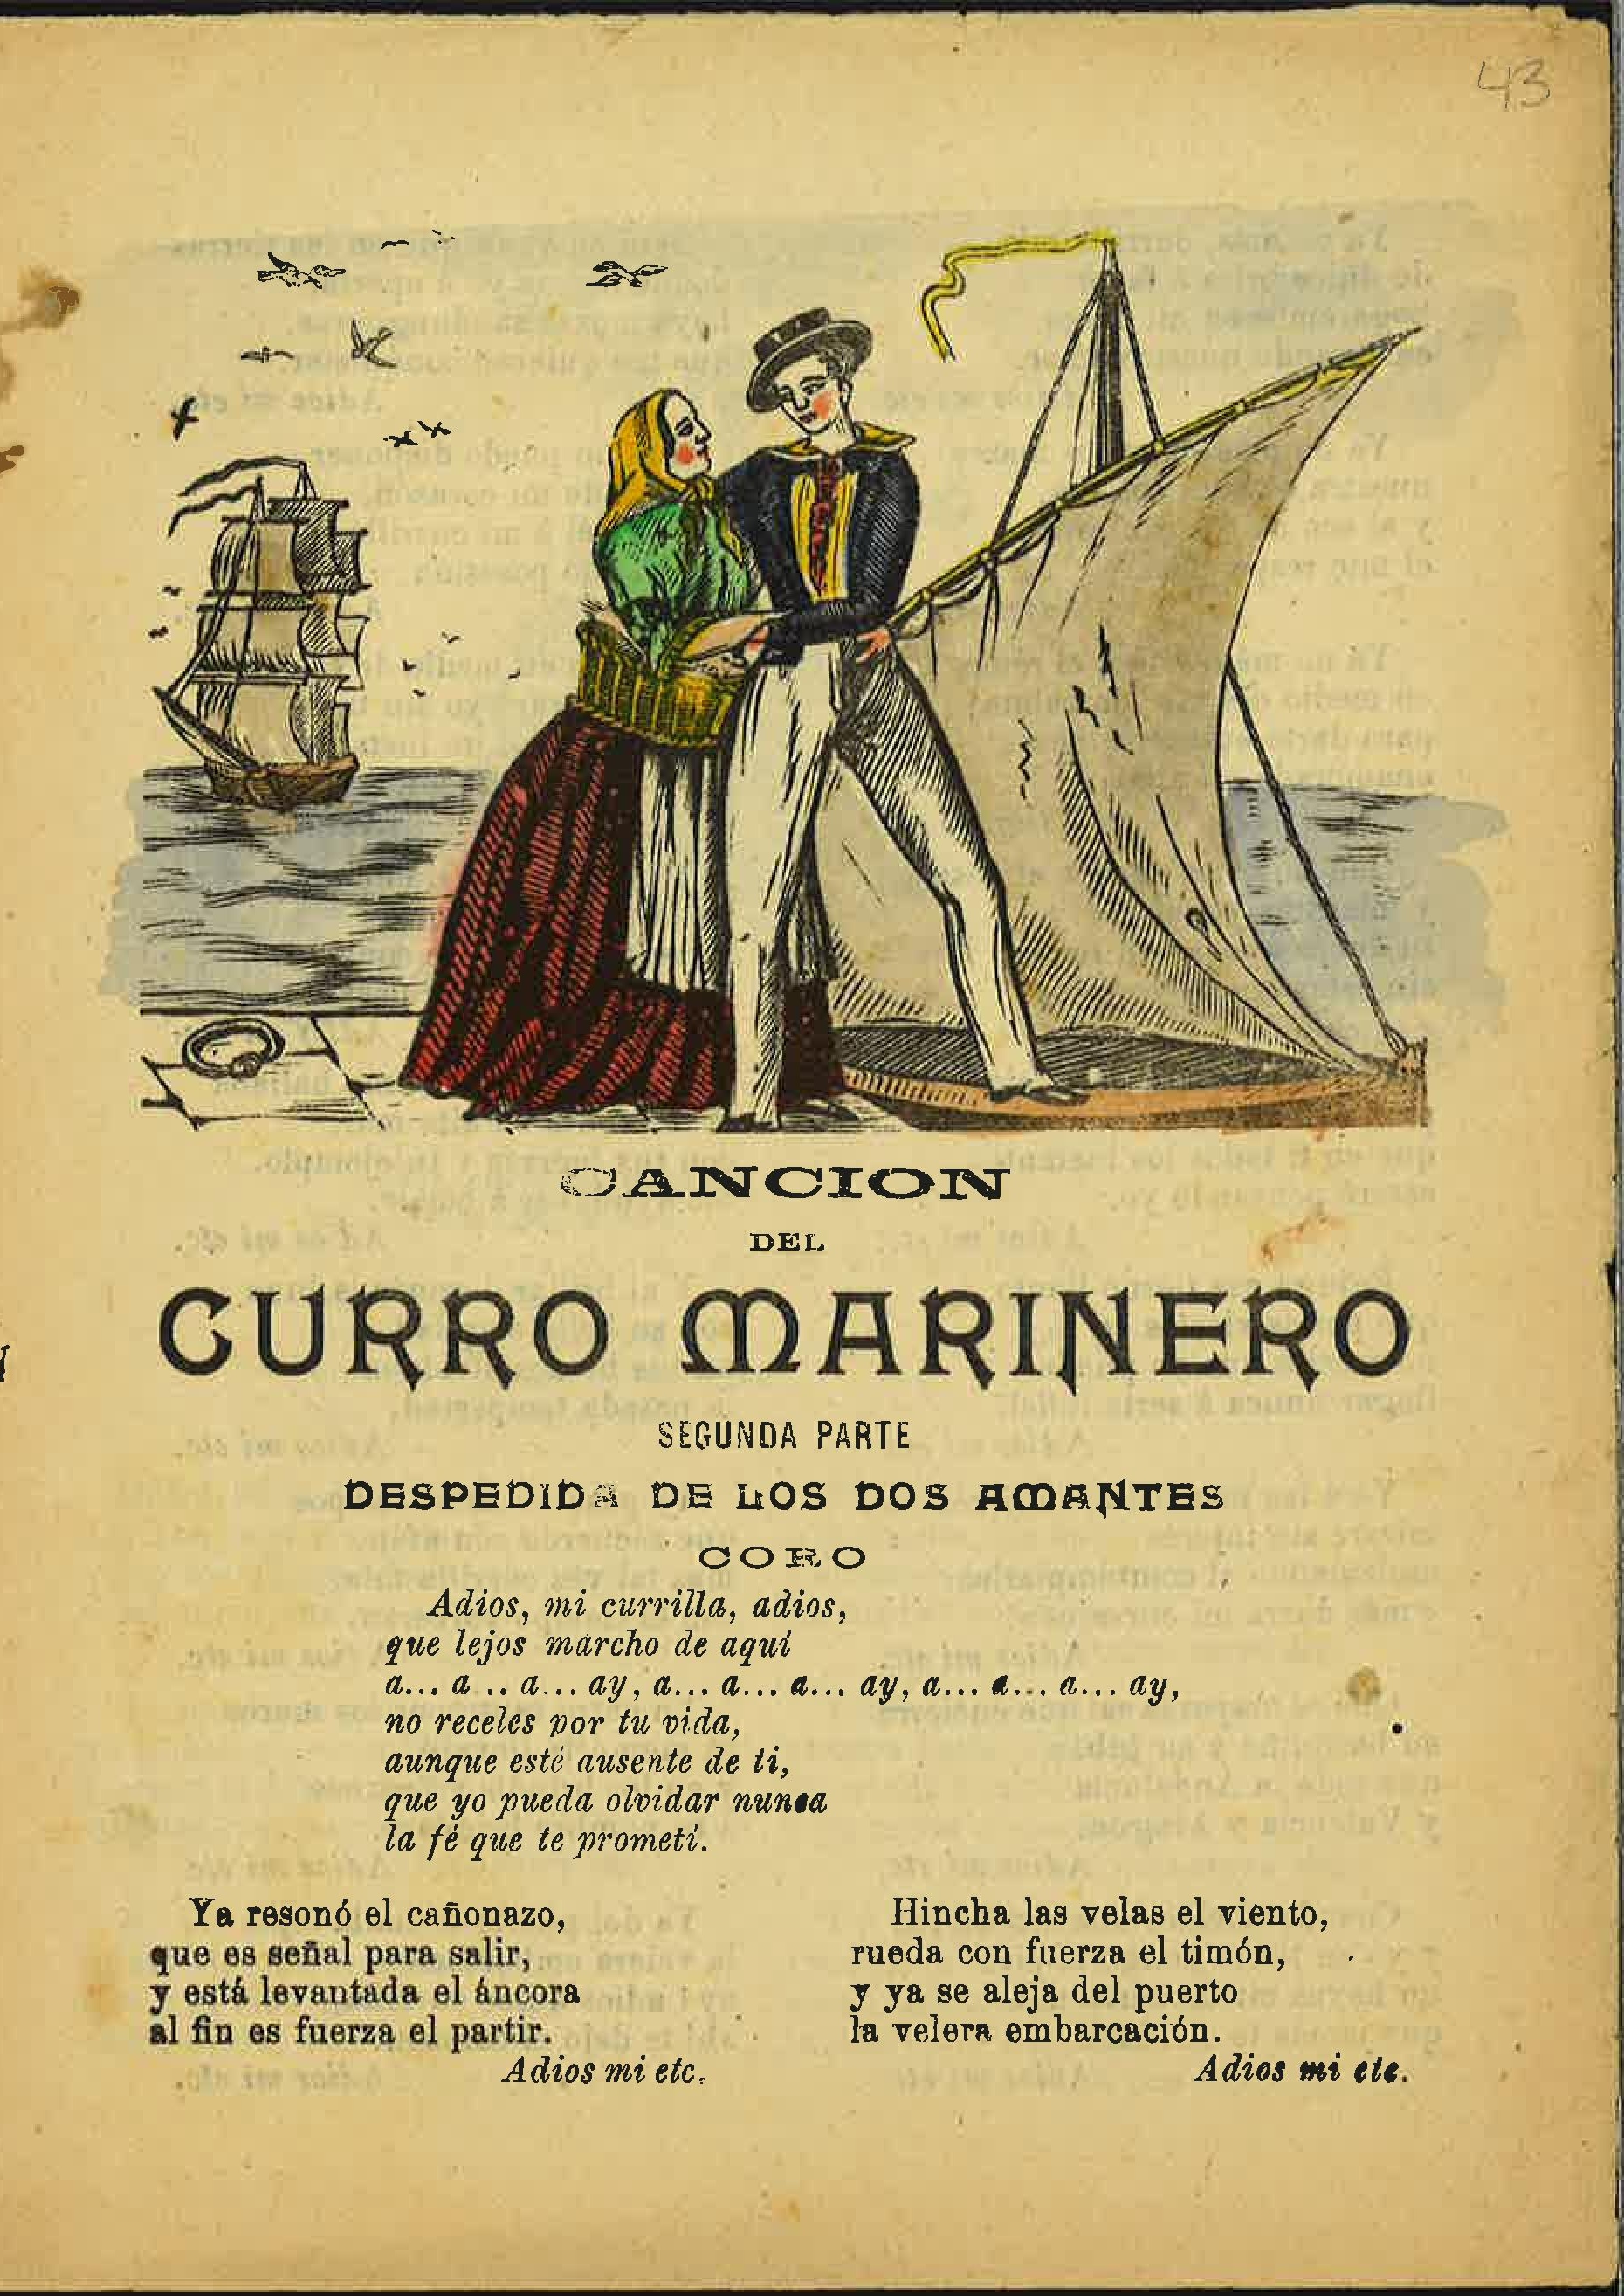 43
CANCION
DEL
CURRO MARINERO
SEGUNDA PARTE
DESPEDIDA DE LOS DOS AMANTES
CORO
Adios, mi currilla, adios,
que lejos marcho de aquí
a... a .. a... ay, a... a... a... ay, a... a... a... ay,
no receles por tu vida,
aunque esté ausente de ti,
que yo pueda olvidar nunca
la fé que te prometí.
Ya resonó el cañonazo,
que es señal para salir,
y está levantada el áncora
al fin es fuerza el partir.
Adios mi etc.
Hincha las velas el viento,
rueda con fuerza el timón,
y ya se aleja del puerto
la velera embarcación.
Adios mi etc.